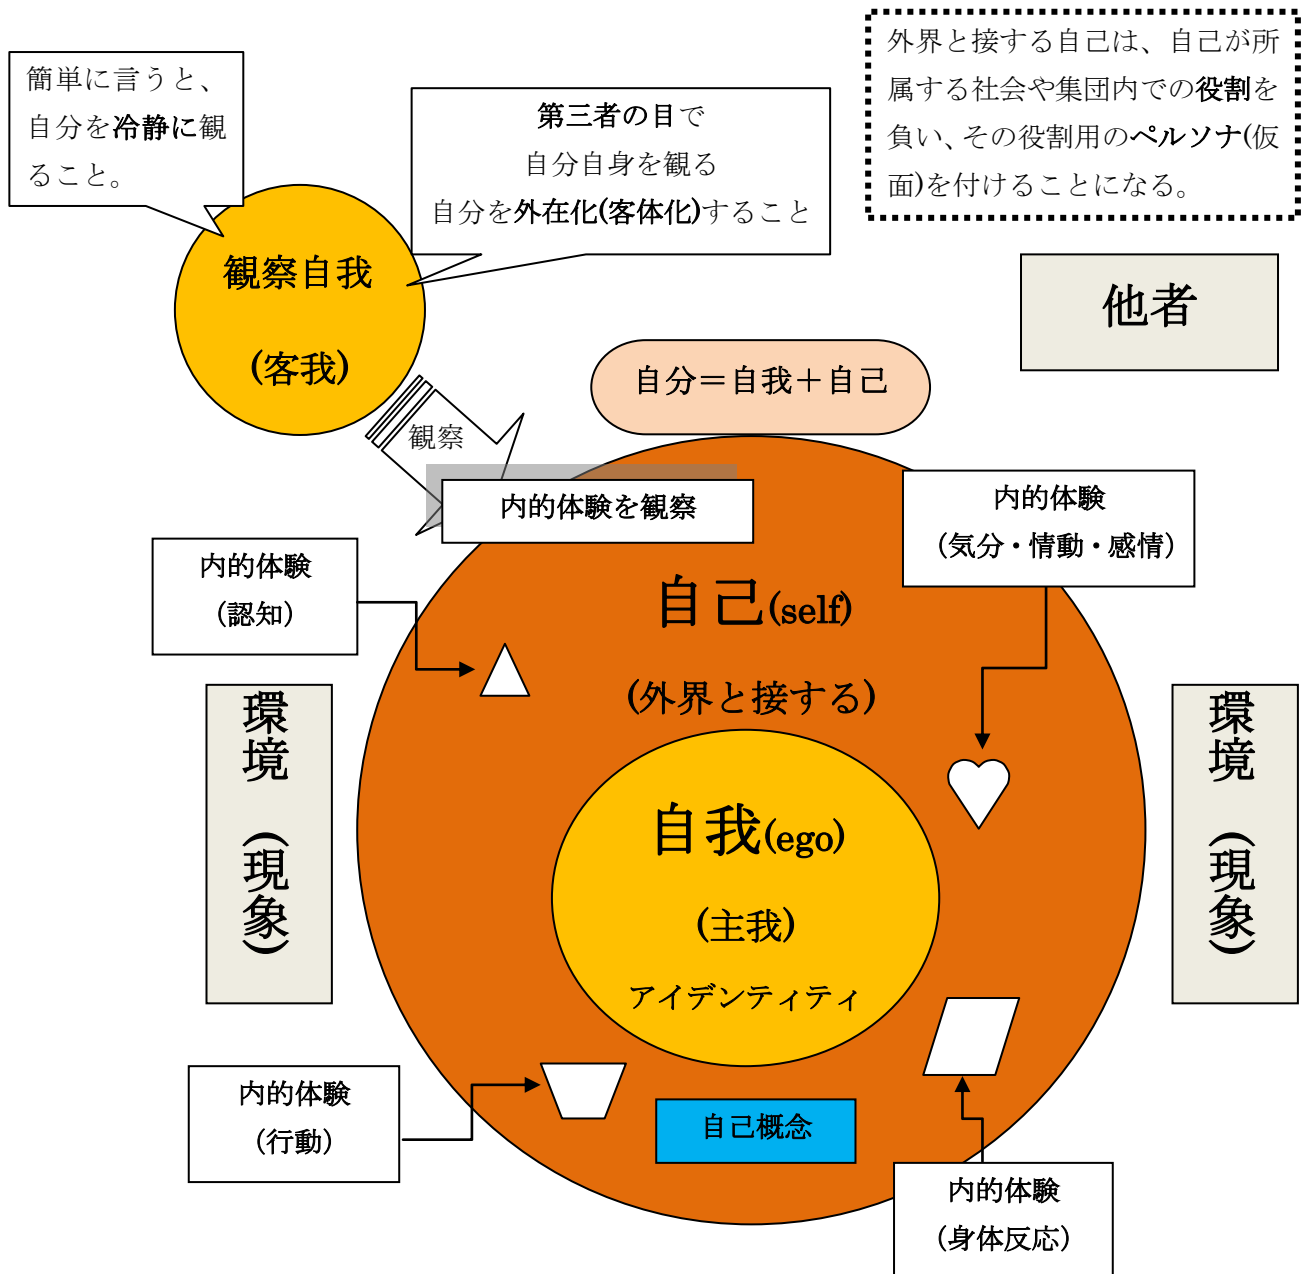 外界と接する自己は、自己が所
属する社会や集団内での役割を
負い、その役割用のペルソナ(仮
面)を付けることになる。
簡単に言うと、
自分を冷静に観
ること。
第三者の目で
自分自身を観る
自分を外在化(客体化)すること
観察自我
(客我)
他者
自分＝自我＋自己
観察
内的体験を観察
内的体験
（気分・情動・感情）
内的体験
（認知）
自己(self)
(外界と接する)
環境　(現象)
環境　(現象)
自我(ego)
(主我)
アイデンティティ
内的体験
（行動）
自己概念
内的体験
（身体反応）